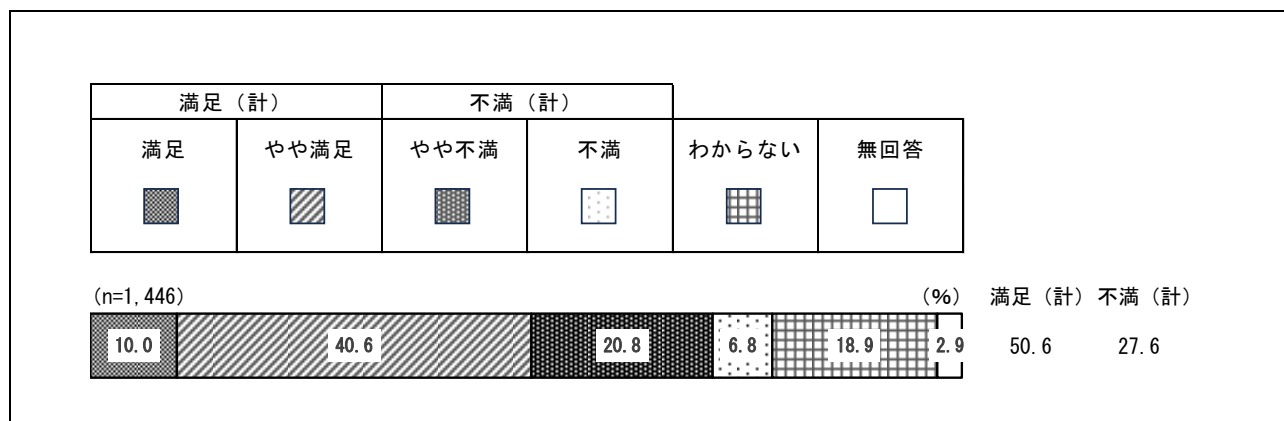 満足（計） 不満（計）
満足 やや満足 やや不満 不満 わからない 無回答
(n=1,446) (%) 満足（計） 不満（計）
10.0 40.6 20.8 6.8 18.9 2.9 50.6 27.6